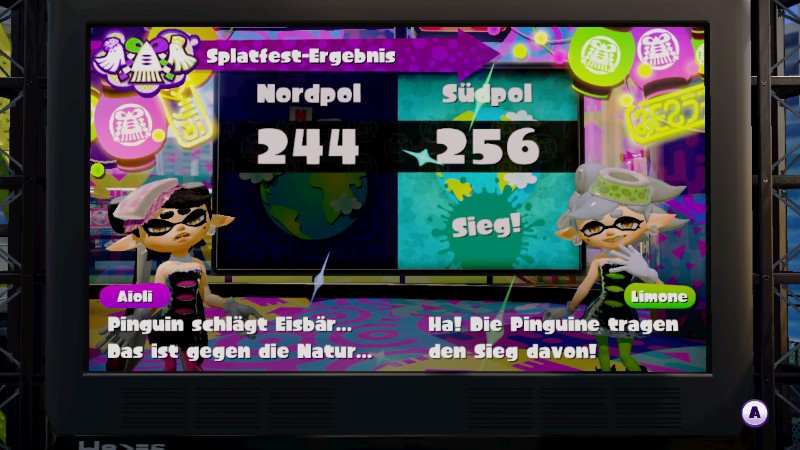 Splatfest-Ergebnis
Nordpol
Südpol
244
256
Sieg!
Aioli
Limone
Pinguin schlägt Eisbär...
Das ist gegen die Natur...
Ha! Die Pinguine tragen
den Sieg davon!
A